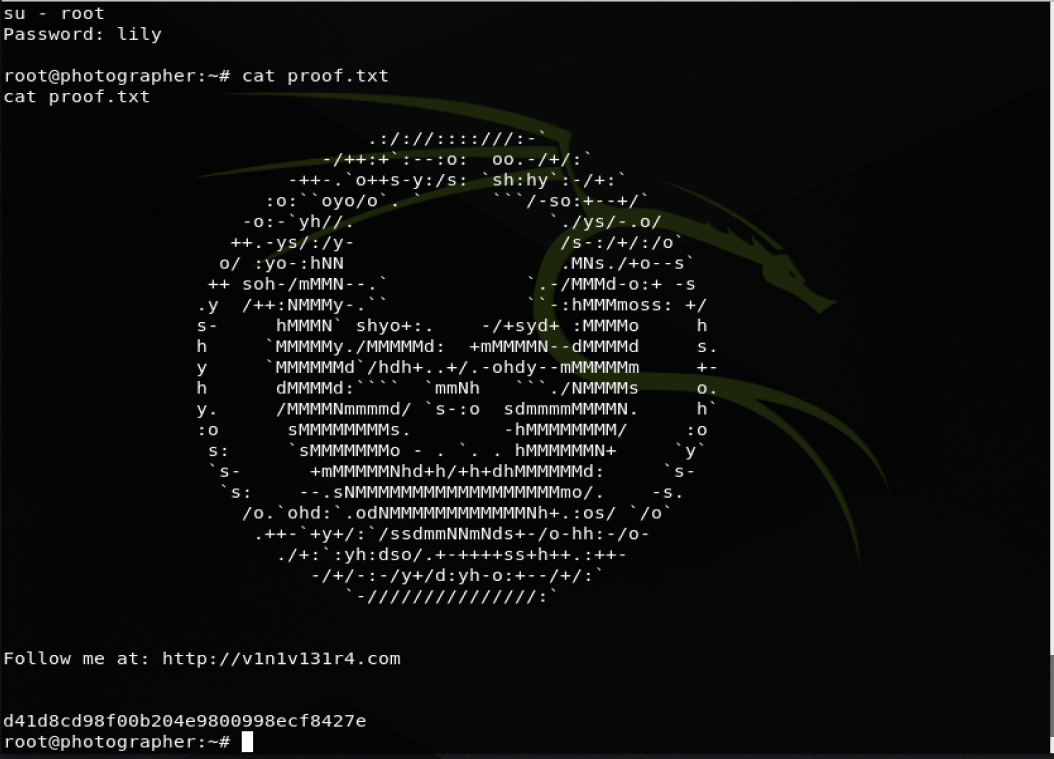 su - root
Password: lily

root@photographer:~# cat proof.txt
cat proof.txt

                                .:/://::::///:-`
                            -/++:+`:--:o:  oo.-/+/:`
                         -++-.`o++s-y:/s: `sh:hy`:-/+:`
                       :o:``oyo/o`. `      ```/-so:+--+/`
                     -o:-`yh//.                 `./ys/-.o/
                    ++.-ys/:/y-                  /s-:/+/:/o`
                   o/ :yo-:hNN                   .MNs./+o--s`
                  ++ soh-/mMMN--.`            `.-/MMMd-o:+ -s
                 .y  /++:NMMMy-.``            ``-:hMMMmoss: +/
                 s-     hMMMN` shyo+:.    -/+syd+ :MMMMo     h
                 h     `MMMMMy./MMMMMd:  +mMMMMN--dMMMMd     s.
                 y     `MMMMMMd`/hdh+..+/.-ohdy--mMMMMMm     +-
                 h      dMMMMd:````  `mmNh   ```./NMMMMs     o.
                 y.     /MMMMNmmmmd/ `s-:o  sdmmmmMMMMN.     h`
                 :o      sMMMMMMMMs.        -hMMMMMMMM/     :o
                  s:     `sMMMMMMMo - . `. . hMMMMMMN+     `y`
                  `s-      +mMMMMMNhd+h/+h+dhMMMMMMd:     `s-
                   `s:    --.sNMMMMMMMMMMMMMMMMMMmo/.    -s.
                     /o.`ohd:`.odNMMMMMMMMMMMMNh+.:os/ `/o`
                      .++-`+y+/:`/ssdmmNNmNds+-/o-hh:-/o-
                        ./+:`:yh:dso/.+-++++ss+h++.:++-
                           -/+/-:-/y+/d:yh-o:+--/+/:`
                              `-///////////////:`

Follow me at: http://v1n1v131r4.com

d41d8cd98f00b204e9800998ecf8427e
root@photographer:~#